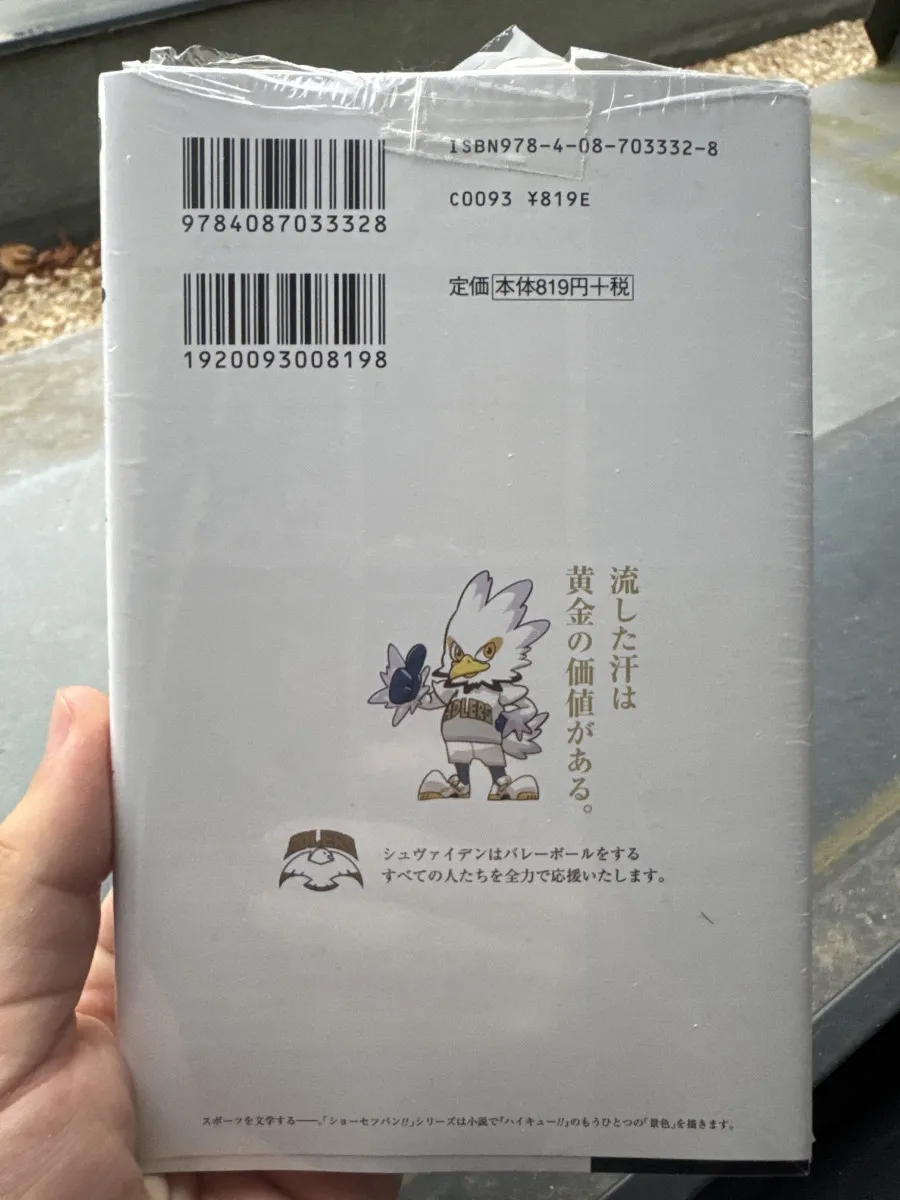 ISBN978-4-08-703332-8
C0093 ¥819E
9784087033328
定価 本体819円+税
1920093008198
流した汗は
黄金の価値がある。
ADLERS
ADLERS
シュヴァイデンはバレーボールをする
すべての人たちを全力で応援いたします。
スポーツを文学する――。「ショーセツバン!!」シリーズは小説で『ハイキュー!!』のもうひとつの「景色」を描きます。